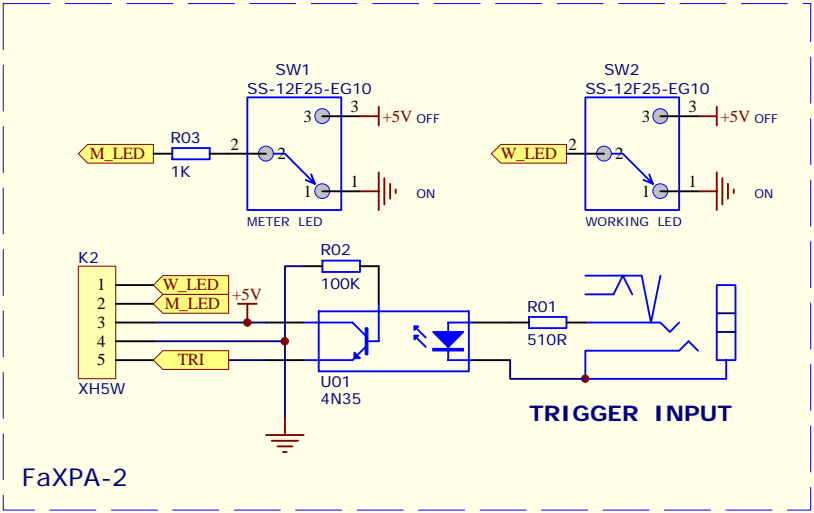 SW1
SS-12F25-EG10
3 3 +5V OFF
M_LED R03 1K 2 2
1 1 ON
METER LED
SW2
SS-12F25-EG10
3 3 +5V OFF
W_LED 2 2
1 1 ON
WORKING LED
K2
1 W_LED
2 M_LED
3 +5V
4
5 TRI
XH5W
R02
100K
U01
4N35
R01
510R
TRIGGER INPUT
FaXPA-2